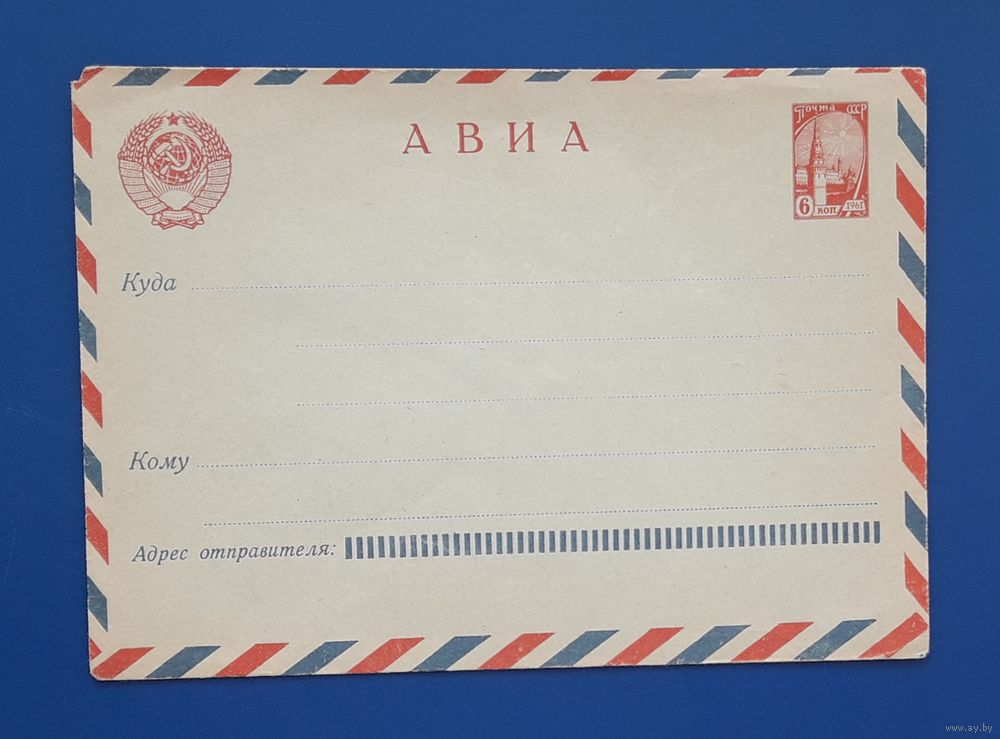 АВИА
Почта СССР
6 коп 1961
Куда
Кому
Адрес отправителя:
www.ay.by